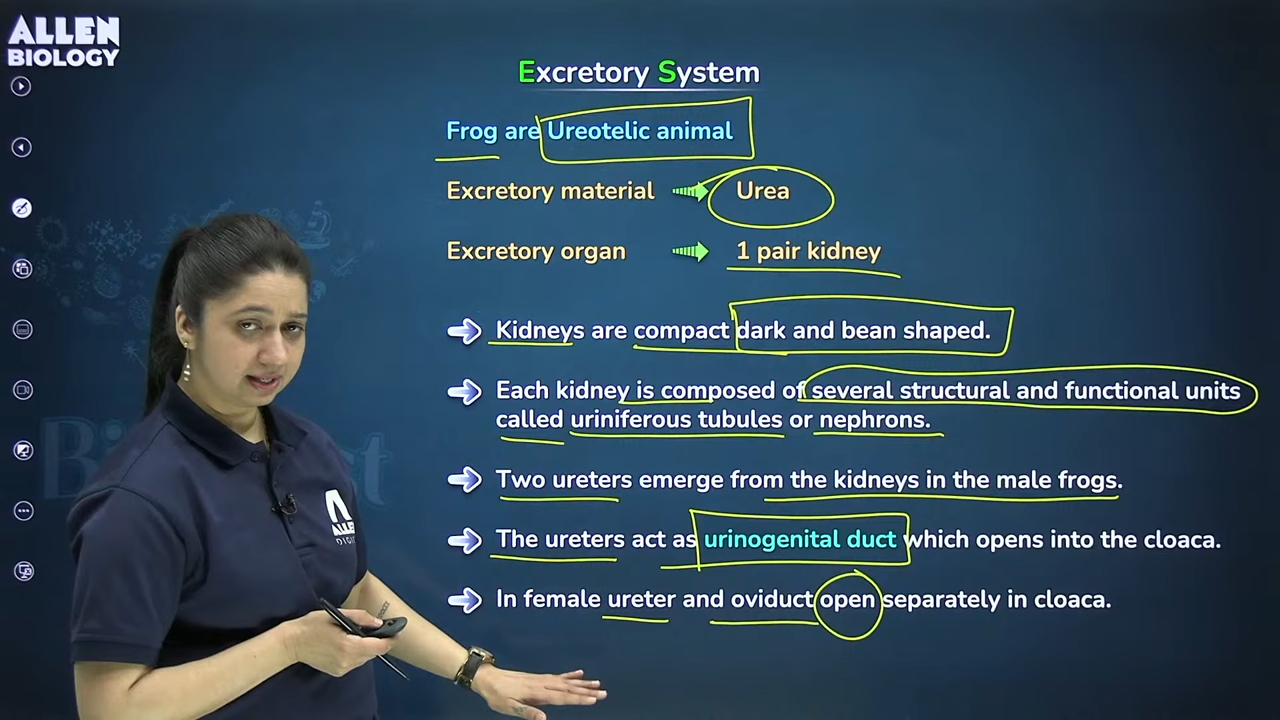 ALLEN
BIOLOGY
Excretory System
Frog are Ureotelic animal
Excretory material Urea
Excretory organ 1 pair kidney
Kidneys are compact dark and bean shaped.
Each kidney is composed of several structural and functional units
called uriniferous tubules or nephrons.
Two ureters emerge from the kidneys in the male frogs.
The ureters act as urinogenital duct which opens into the cloaca.
In female ureter and oviduct open separately in cloaca.
ALLEN